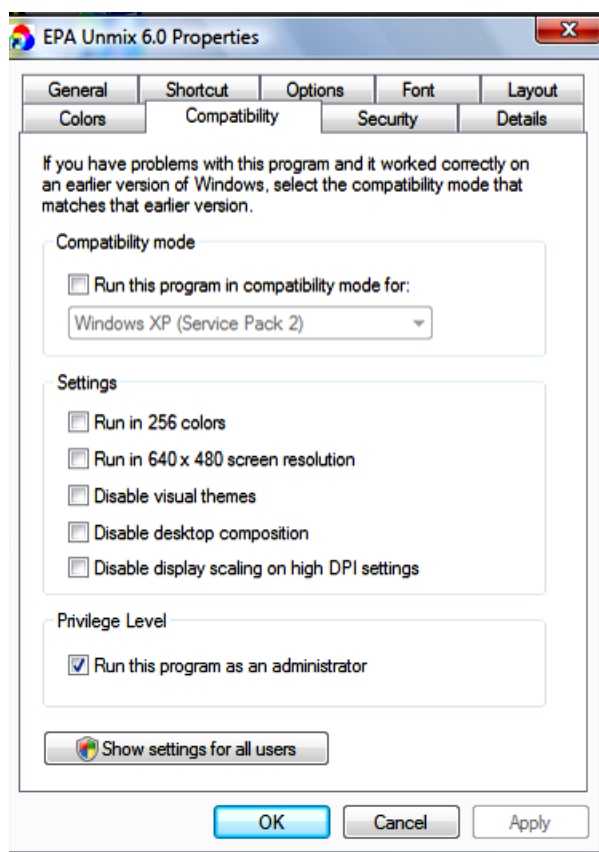 EPA Unmix 6.0 Properties
General Shortcut Options Font Layout
Colors Compatibility Security Details
If you have problems with this program and it worked correctly on
an earlier version of Windows, select the compatibility mode that
matches that earlier version.
Compatibility mode
Run this program in compatibility mode for:
Windows XP (Service Pack 2)
Settings
Run in 256 colors
Run in 640 x 480 screen resolution
Disable visual themes
Disable desktop composition
Disable display scaling on high DPI settings
Privilege Level
Run this program as an administrator
Show settings for all users
OK Cancel Apply